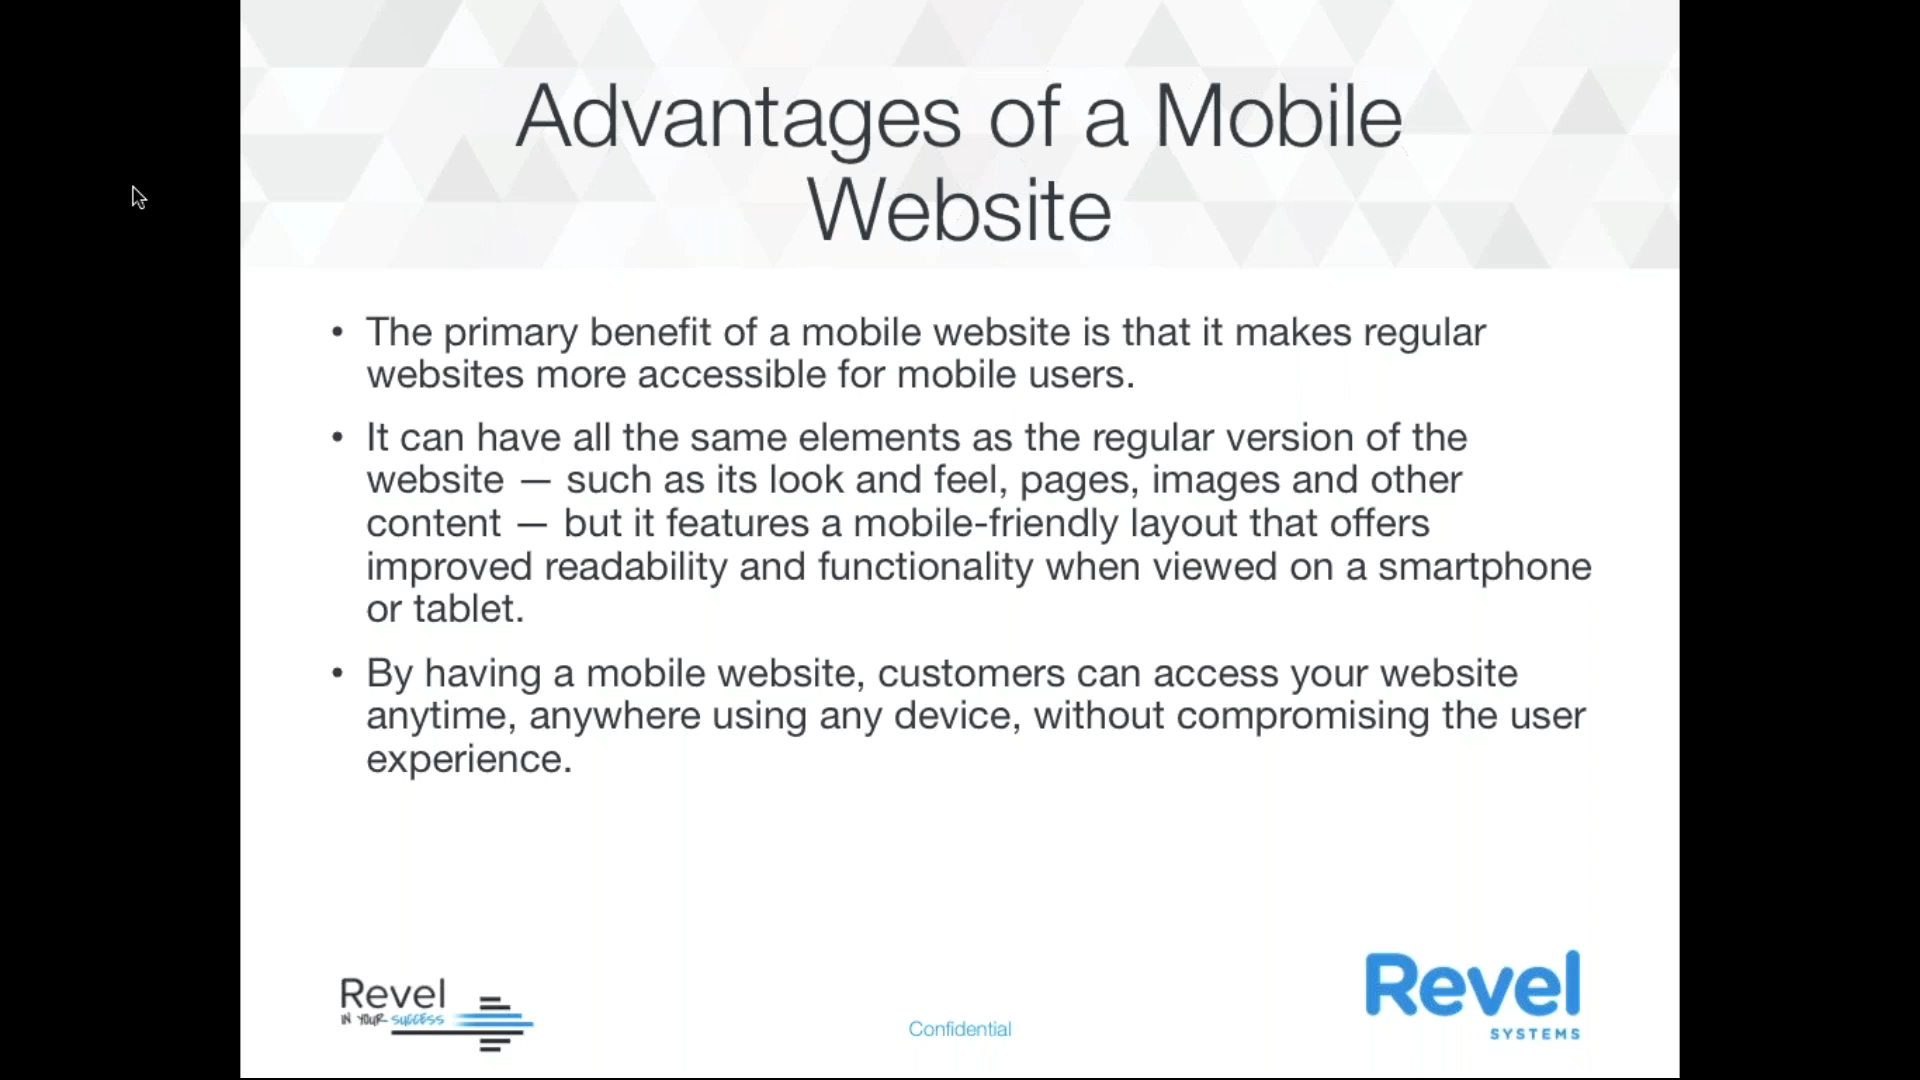 Advantages of a Mobile
Website
• The primary benefit of a mobile website is that it makes regular
websites more accessible for mobile users.
• It can have all the same elements as the regular version of the
website — such as its look and feel, pages, images and other
content — but it features a mobile-friendly layout that offers
improved readability and functionality when viewed on a smartphone
or tablet.
• By having a mobile website, customers can access your website
anytime, anywhere using any device, without compromising the user
experience.
Revel
IN YOUR SUCCESS
Confidential
Revel
SYSTEMS